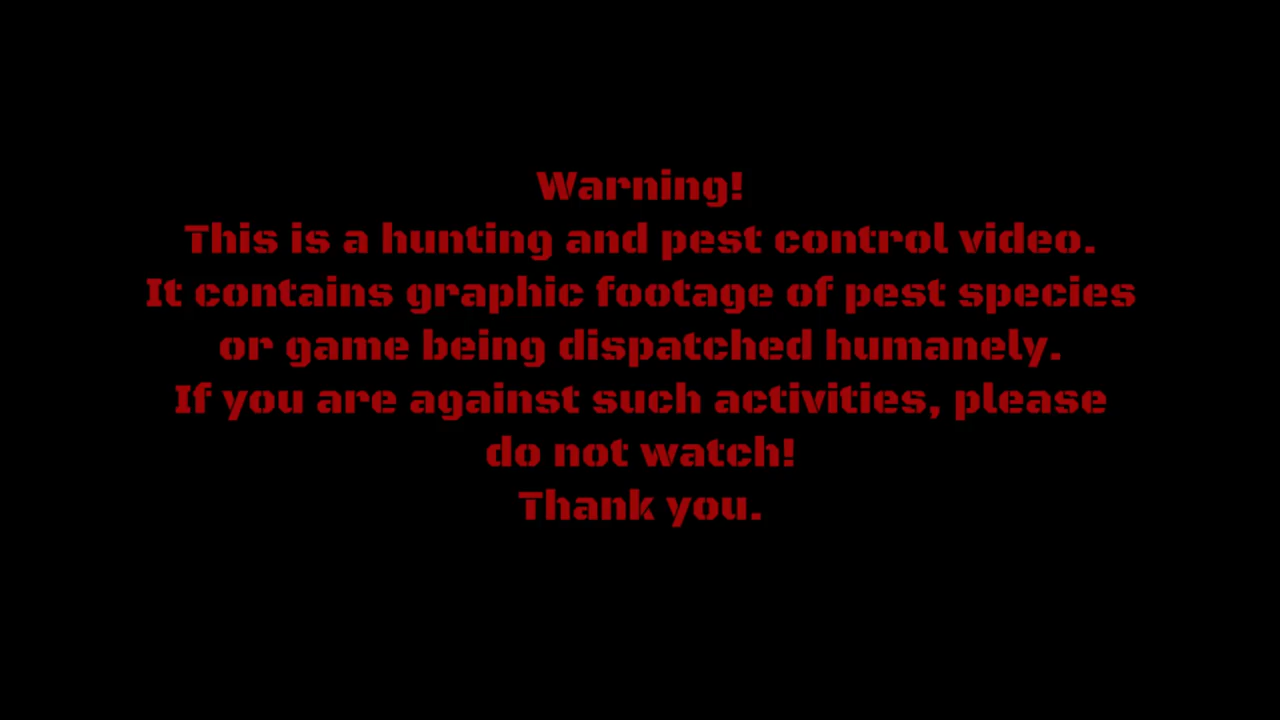 Warning!
This is a hunting and pest control video.
It contains graphic footage of pest species
or game being dispatched humanely.
If you are against such activities, please
do not watch!
Thank you.